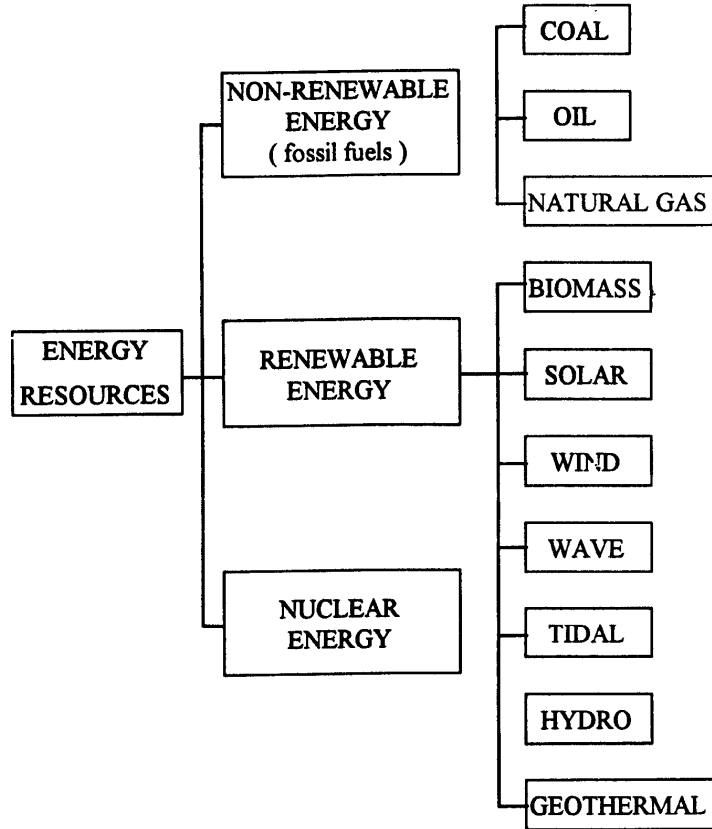 ENERGY
RESOURCES
NON-RENEWABLE
ENERGY
( fossil fuels )
COAL
OIL
NATURAL GAS
RENEWABLE
ENERGY
BIOMASS
SOLAR
WIND
WAVE
TIDAL
HYDRO
GEOTHERMAL
NUCLEAR
ENERGY